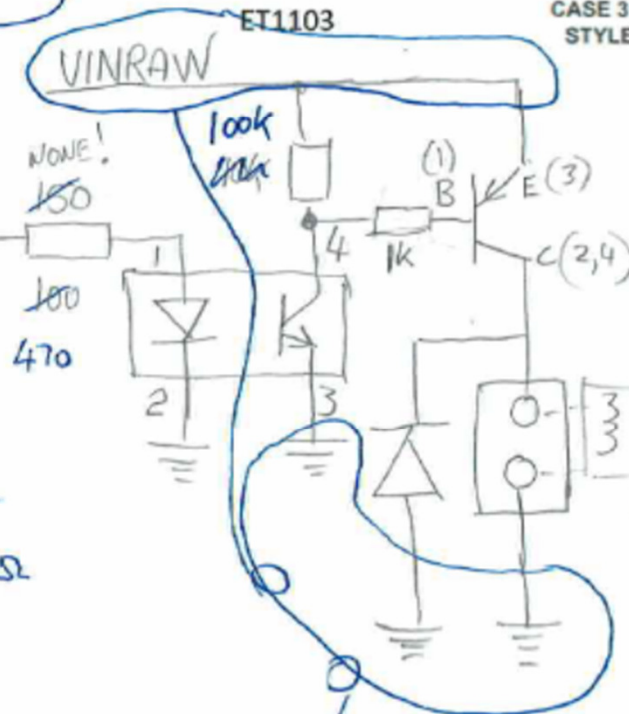 ET1103
CASE 3
STYLE
VINRAW
100k
NONE!
150
(1)
B
E (3)
4
1K
C (2,4)
1
100
470
2
3
Ω